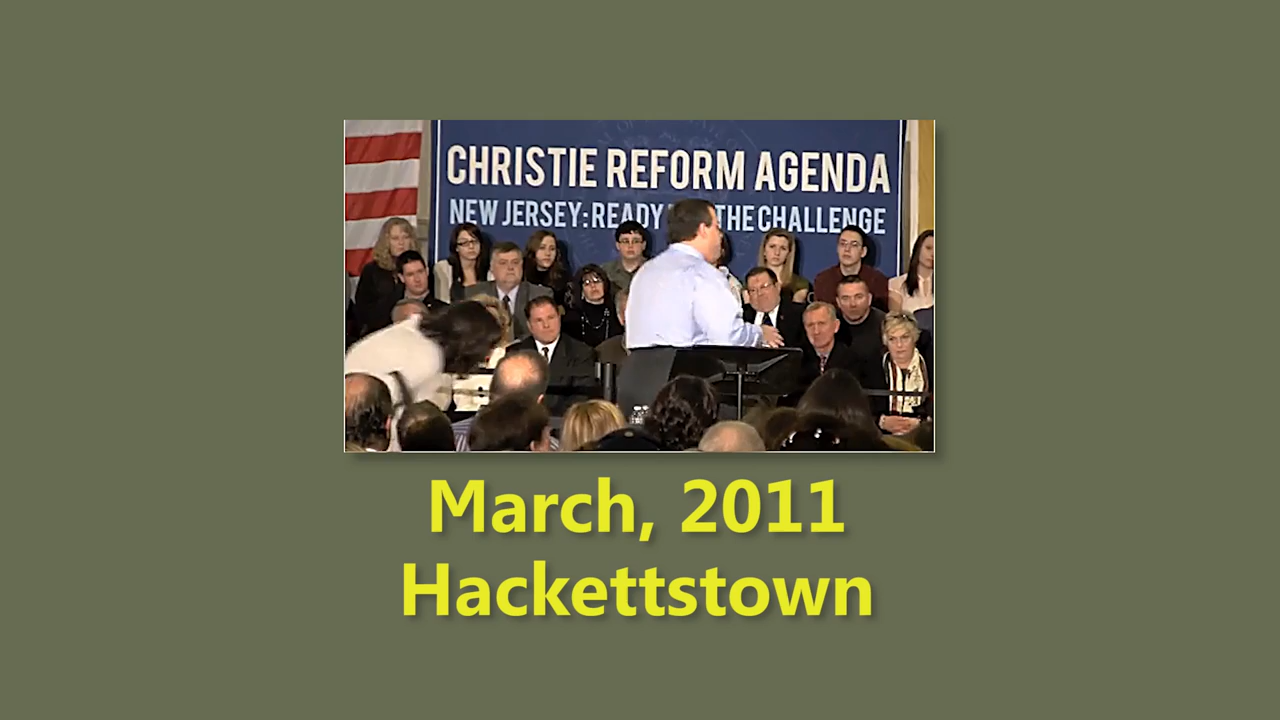 CHRISTIE REFORM AGENDA
NEW JERSEY: READY THE CHALLENGE
March, 2011
Hackettstown